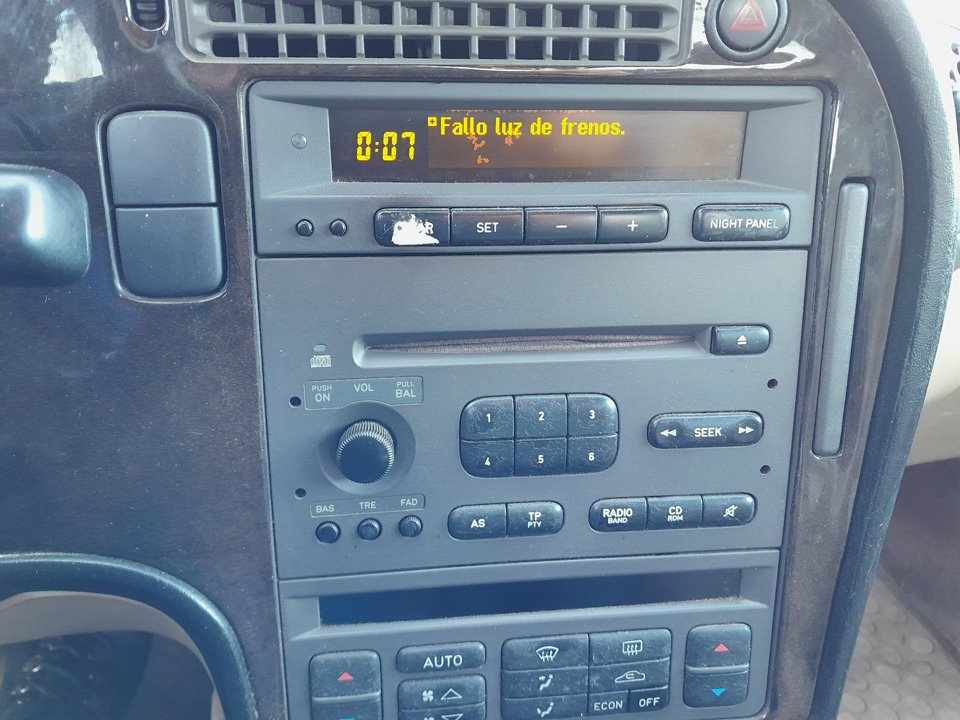 Fallo luz de frenos.
0:07
SET
−
+
NIGHT PANEL
PUSH ON
VOL
PULL BAL
1
2
3
4
5
6
SEEK
BAS
TRE
FAD
AS
TP PTY
RADIO BAND
CD RDM
AUTO
ECON
OFF